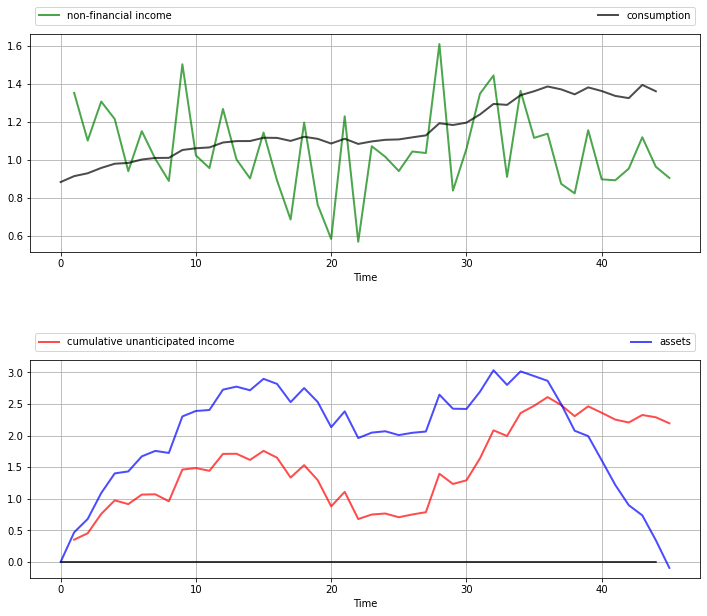 non-financial income consumption
1.6
1.4
1.2
1.0
0.8
0.6
0 10 20 30 40
Time
cumulative unanticipated income assets
3.0
2.5
2.0
1.5
1.0
0.5
0.0
0 10 20 30 40
Time